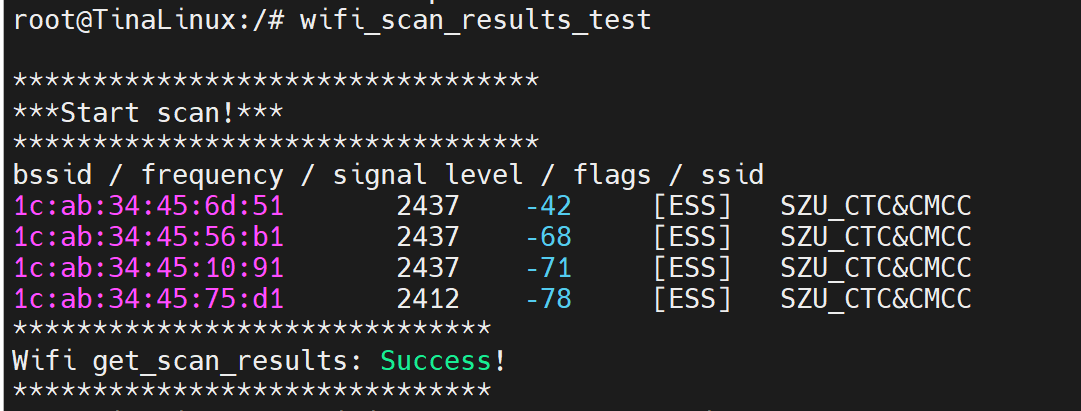 root@TinaLinux:/# wifi_scan_results_test
*********************************
***Start scan!***
*********************************
bssid / frequency / signal level / flags / ssid
1c:ab:34:45:6d:51 2437 -42 [ESS] SZU_CTC&CMCC
1c:ab:34:45:56:b1 2437 -68 [ESS] SZU_CTC&CMCC
1c:ab:34:45:10:91 2437 -71 [ESS] SZU_CTC&CMCC
1c:ab:34:45:75:d1 2412 -78 [ESS] SZU_CTC&CMCC
******************************
Wifi get_scan_results: Success!
******************************